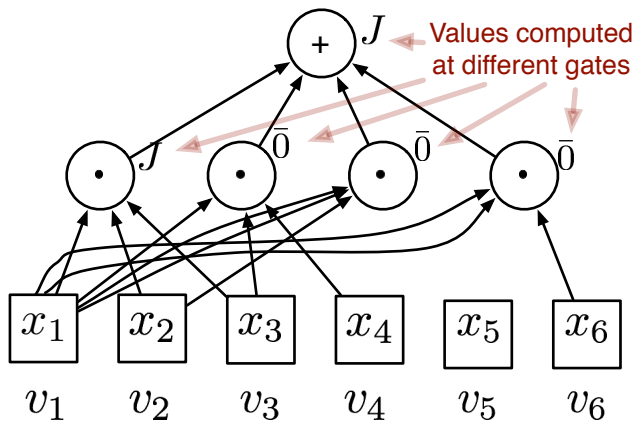 + J Values computed
at different gates
· J · 0̄ · 0̄ · 0̄
x₁ x₂ x₃ x₄ x₅ x₆
v₁ v₂ v₃ v₄ v₅ v₆